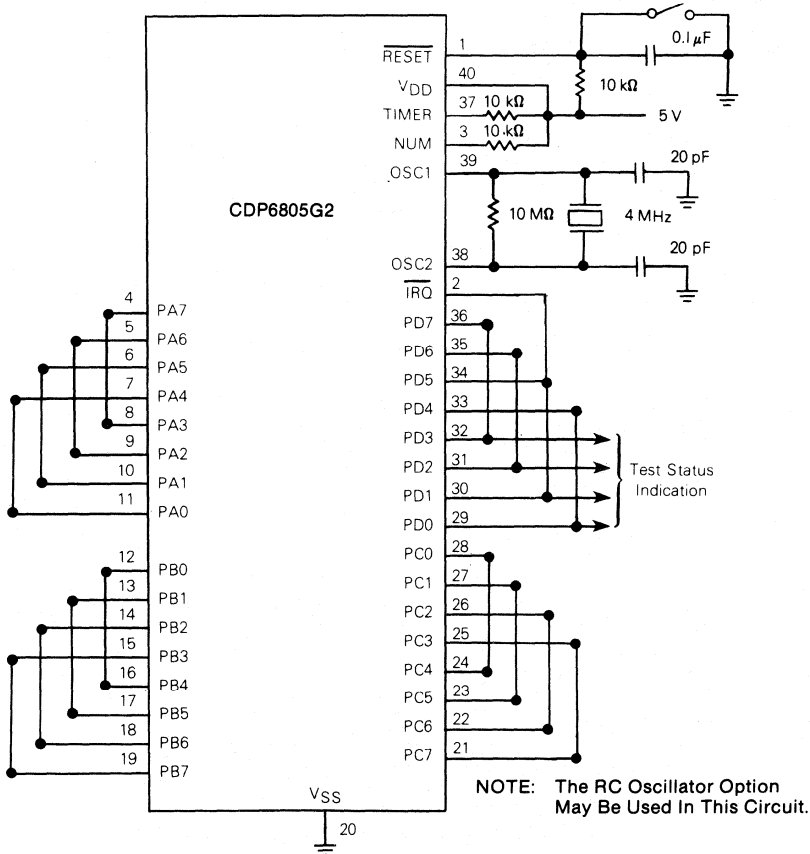 0.1 µF
RESET 1
10 kΩ
VDD 40
TIMER 37 10 kΩ
5 V
NUM 3 10 kΩ
OSC1 39
20 pF
CDP6805G2
10 MΩ
4 MHz
20 pF
OSC2 38
IRQ 2
4 PA7
PD7 36
5 PA6
PD6 35
6 PA5
PD5 34
7 PA4
PD4 33
8 PA3
PD3 32
9 PA2
PD2 31
Test Status
Indication
10 PA1
PD1 30
11 PA0
PD0 29
12 PB0
PC0 28
13 PB1
PC1 27
14 PB2
PC2 26
15 PB3
PC3 25
16 PB4
PC4 24
17 PB5
PC5 23
18 PB6
PC6 22
19 PB7
PC7 21
NOTE: The RC Oscillator Option
May Be Used In This Circuit.
VSS
20